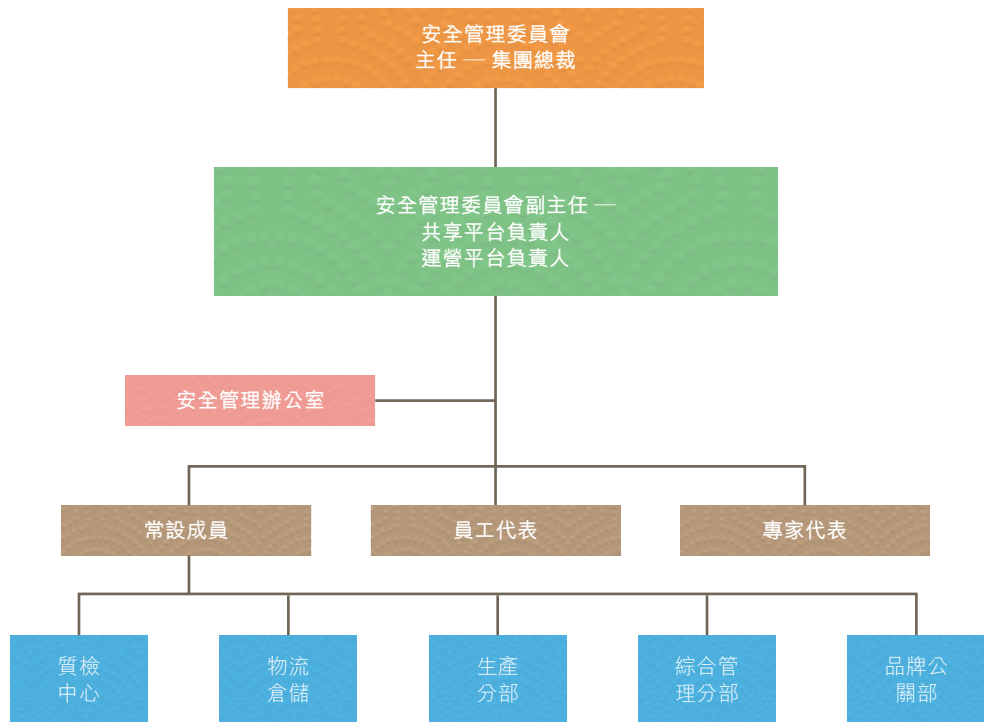 安全管理委員會
主任 — 集團總裁
安全管理委員會副主任 —
共享平台負責人
運營平台負責人
安全管理辦公室
常設成員
員工代表
專家代表
質檢
中心
物流
倉儲
生產
分部
綜合管
理分部
品牌公
關部